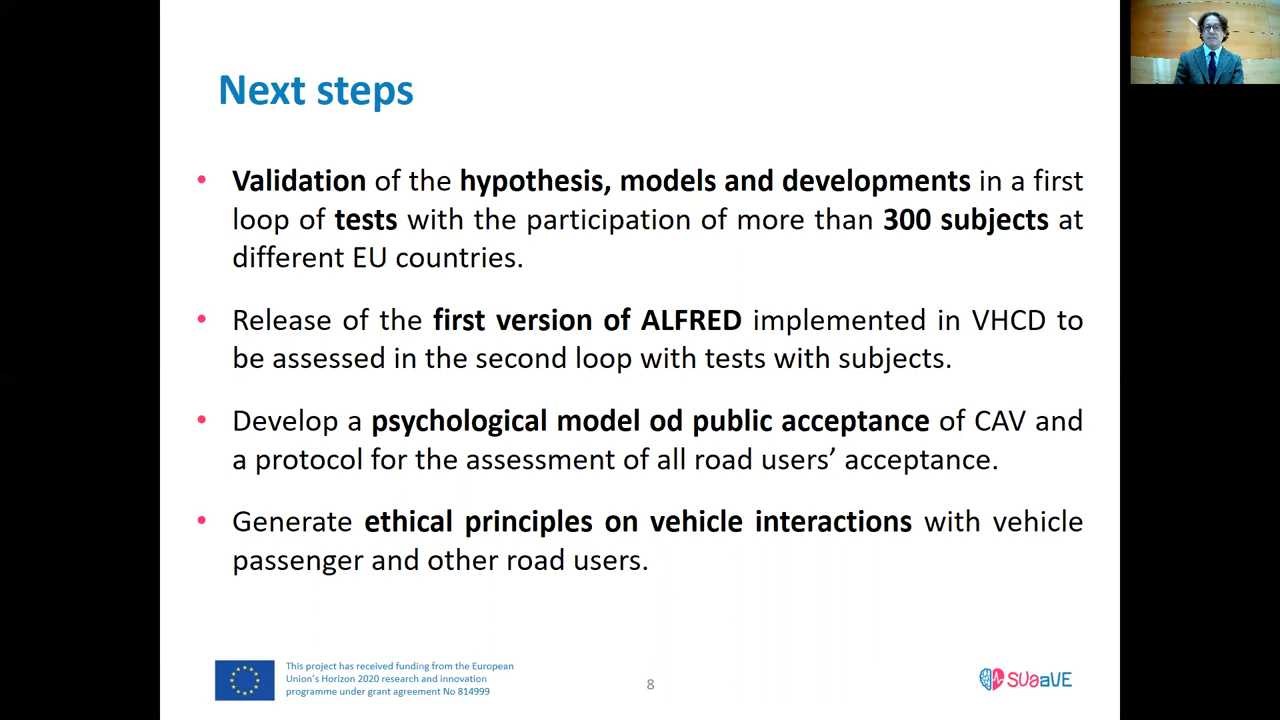 Next steps
• Validation of the hypothesis, models and developments in a first
loop of tests with the participation of more than 300 subjects at
different EU countries.
• Release of the first version of ALFRED implemented in VHCD to
be assessed in the second loop with tests with subjects.
• Develop a psychological model od public acceptance of CAV and
a protocol for the assessment of all road users’ acceptance.
• Generate ethical principles on vehicle interactions with vehicle
passenger and other road users.
This project has received funding from the European
Union’s Horizon 2020 research and innovation
programme under grant agreement No 814999
8
SUaaVE